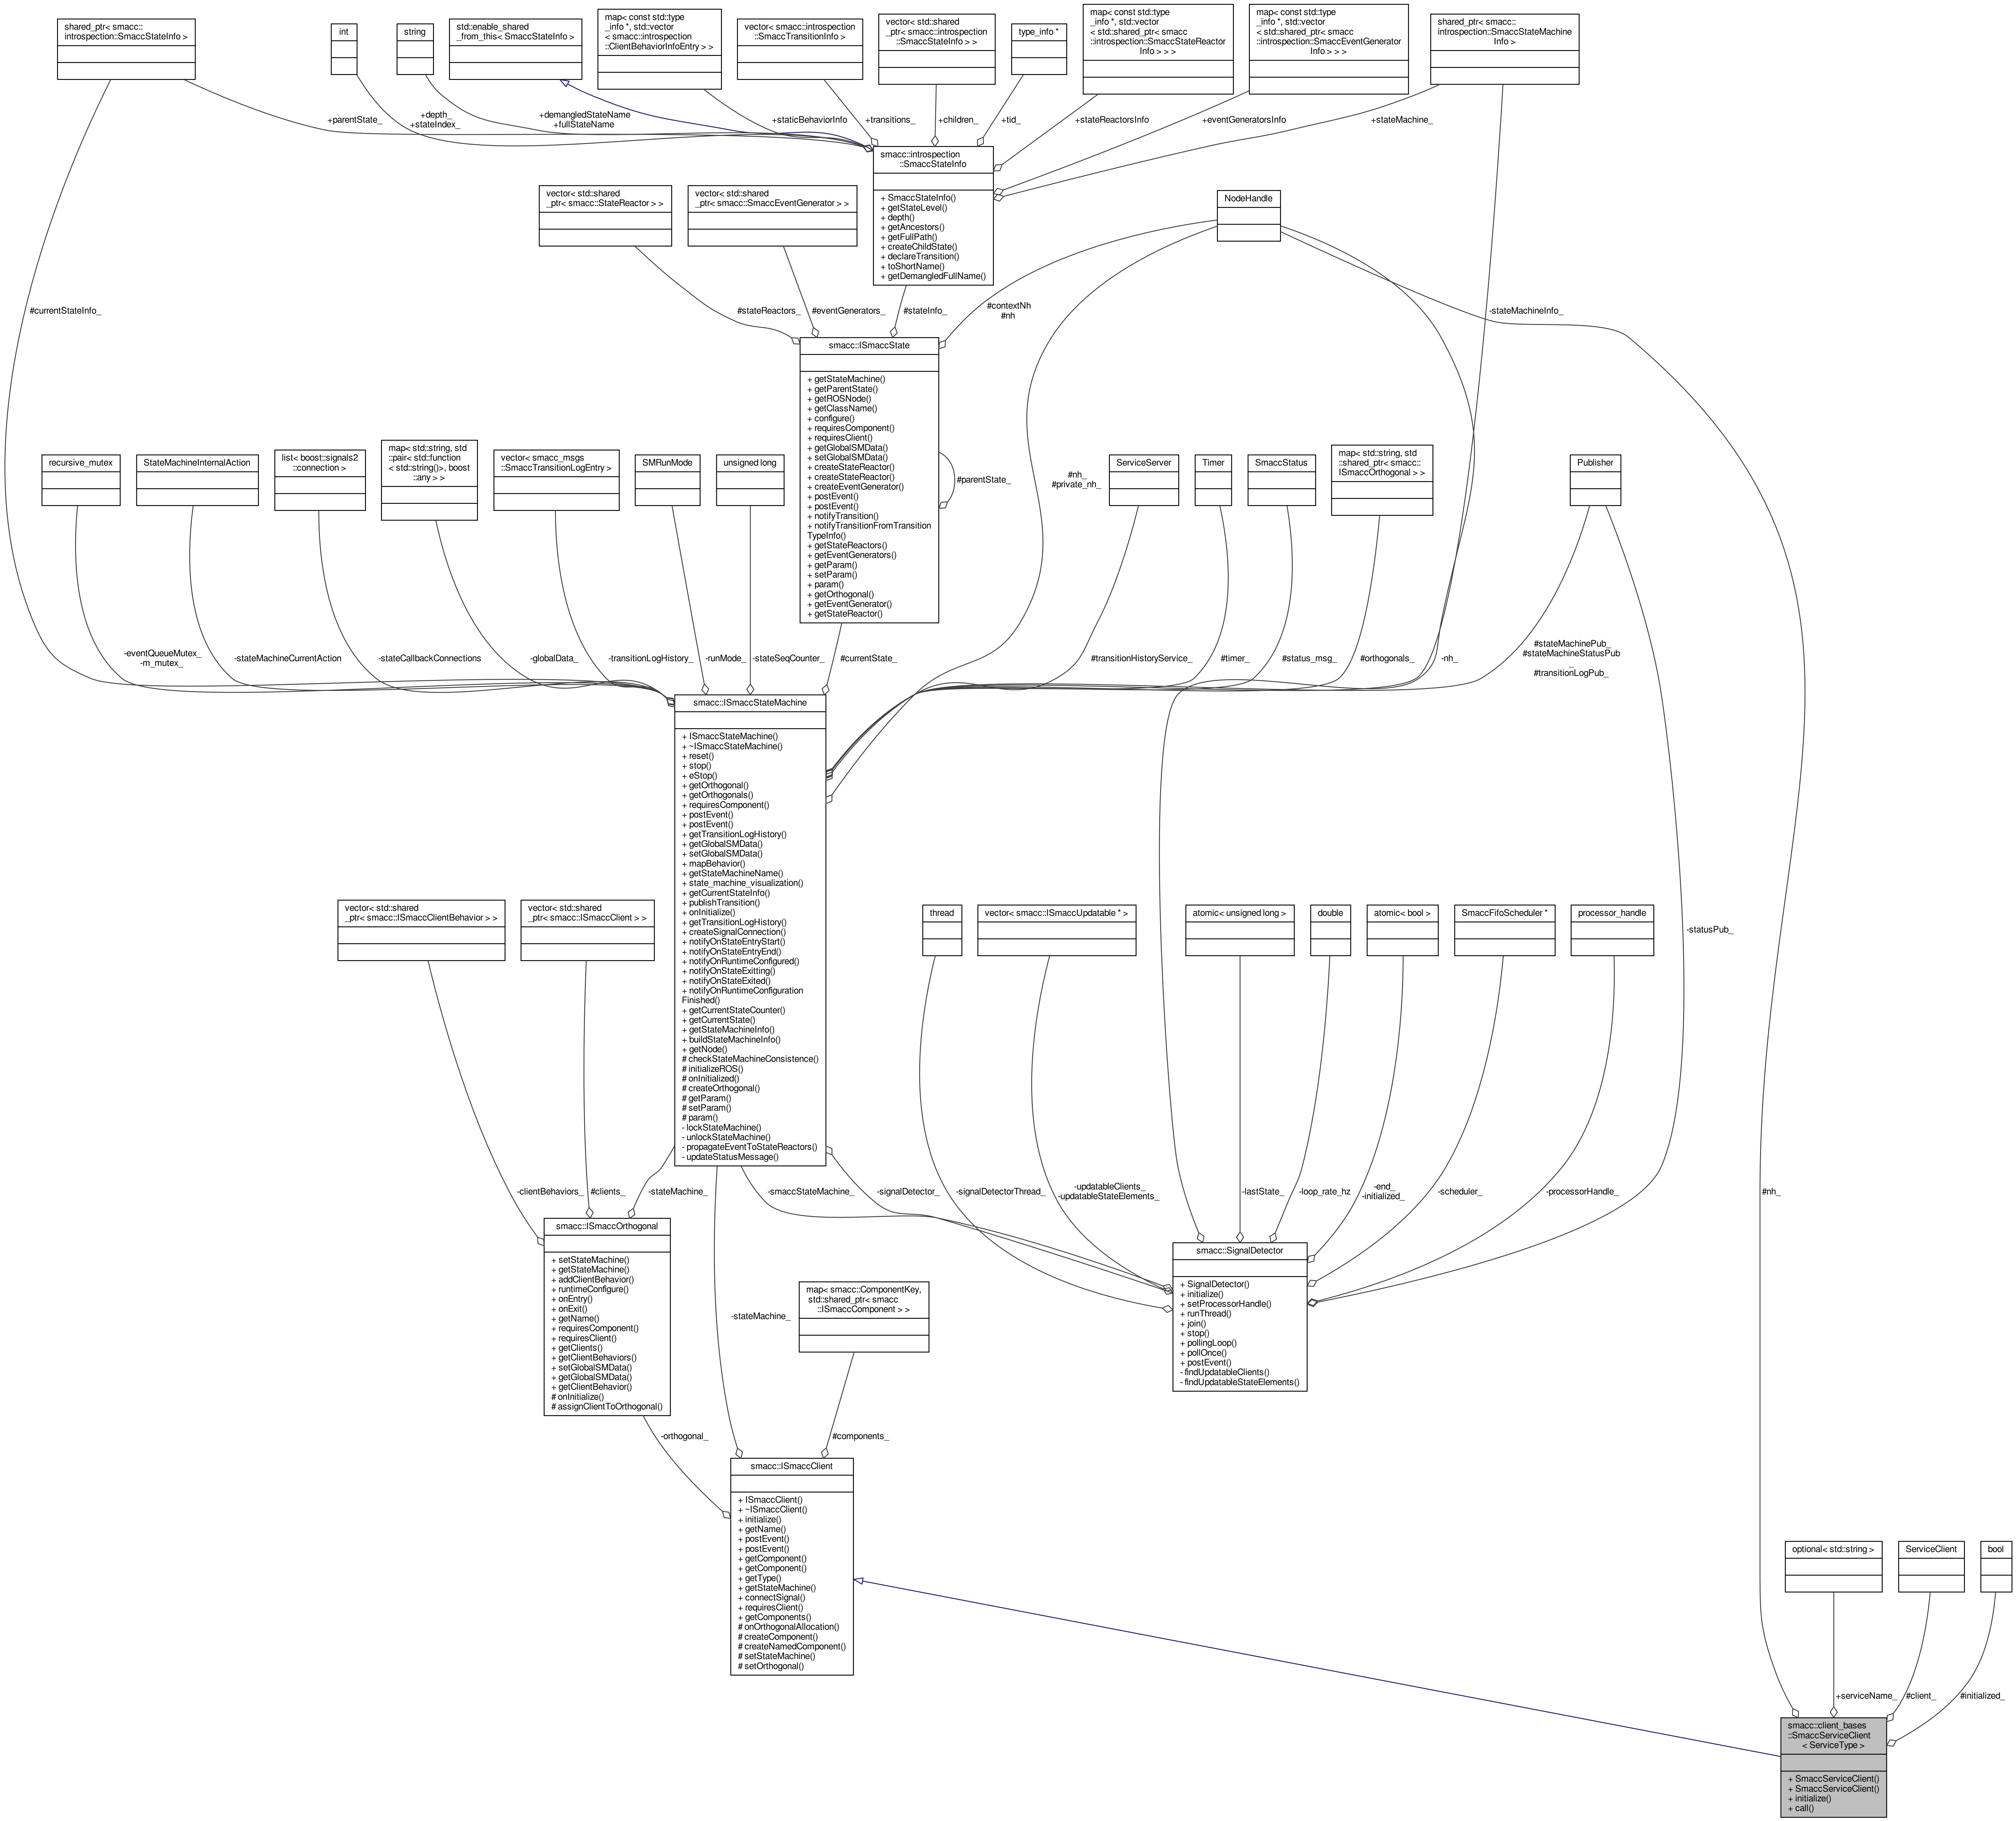 shared_ptr< smacc::
introspection::SmaccStateInfo >
int
string
std::enable_shared
_from_this< SmaccStateInfo >
map< const std::type
_info *, std::vector
< smacc::introspection
::ClientBehaviorInfoEntry > >
vector< smacc::introspection
::SmaccTransitionInfo >
vector< std::shared
_ptr< smacc::introspection
::SmaccStateInfo > >
type_info *
map< const std::type
_info *, std::vector
< std::shared_ptr< smacc
::introspection::SmaccStateReactor
Info > > >
map< const std::type
_info *, std::vector
< std::shared_ptr< smacc
::introspection::SmaccEventGenerator
Info > > >
shared_ptr< smacc::
introspection::SmaccStateMachine
Info >
+parentState_
+depth_
+stateIndex_
+demangledStateName
+fullStateName
+staticBehaviorInfo
+transitions_
+children_
+tid_
+stateReactorsInfo
+eventGeneratorsInfo
+stateMachine_
smacc::introspection
::SmaccStateInfo
+ SmaccStateInfo()
+ getStateLevel()
+ depth()
+ getAncestors()
+ getFullPath()
+ createChildState()
+ declareTransition()
+ toShortName()
+ getDemangledFullName()
vector< std::shared
_ptr< smacc::StateReactor > >
vector< std::shared
_ptr< smacc::SmaccEventGenerator > >
NodeHandle
#currentStateInfo_
#stateReactors_
#eventGenerators_
#stateInfo_
#contextNh
#nh
-stateMachineInfo_
smacc::ISmaccState
+ getStateMachine()
+ getParentState()
+ getROSNode()
+ getClassName()
+ configure()
+ requiresComponent()
+ requiresClient()
+ getGlobalSMData()
+ setGlobalSMData()
+ createStateReactor()
+ createStateReactor()
+ createEventGenerator()
+ postEvent()
+ postEvent()
+ notifyTransition()
+ notifyTransitionFromTransition
TypeInfo()
+ getStateReactors()
+ getEventGenerators()
+ getParam()
+ setParam()
+ param()
+ getOrthogonal()
+ getEventGenerator()
+ getStateReactor()
#parentState_
recursive_mutex
StateMachineInternalAction
list< boost::signals2
::connection >
map< std::string, std
::pair< std::function
< std::string()>, boost
::any > >
vector< smacc_msgs
::SmaccTransitionLogEntry >
SMRunMode
unsigned long
#nh_
#private_nh_
ServiceServer
Timer
SmaccStatus
map< std::string, std
::shared_ptr< smacc::
ISmaccOrthogonal > >
Publisher
-eventQueueMutex_
-m_mutex_
-stateMachineCurrentAction
-stateCallbackConnections
-globalData_
-transitionLogHistory_
-runMode_
-stateSeqCounter_
#currentState_
#transitionHistoryService_
#timer_
#status_msg_
#orthogonals_
-nh_
#stateMachinePub_
#stateMachineStatusPub
_
#transitionLogPub_
smacc::ISmaccStateMachine
+ ISmaccStateMachine()
+ ~ISmaccStateMachine()
+ reset()
+ stop()
+ eStop()
+ getOrthogonal()
+ getOrthogonals()
+ requiresComponent()
+ postEvent()
+ postEvent()
+ getTransitionLogHistory()
+ getGlobalSMData()
+ setGlobalSMData()
+ mapBehavior()
+ getStateMachineName()
+ state_machine_visualization()
+ getCurrentStateInfo()
+ publishTransition()
+ onInitialize()
+ getTransitionLogHistory()
+ createSignalConnection()
+ notifyOnStateEntryStart()
+ notifyOnStateEntryEnd()
+ notifyOnRuntimeConfigured()
+ notifyOnStateExitting()
+ notifyOnStateExited()
+ notifyOnRuntimeConfiguration
Finished()
+ getCurrentStateCounter()
+ getCurrentState()
+ getStateMachineInfo()
+ buildStateMachineInfo()
+ getNode()
# checkStateMachineConsistence()
# initializeROS()
# onInitialized()
# createOrthogonal()
# getParam()
# setParam()
# param()
- lockStateMachine()
- unlockStateMachine()
- propagateEventToStateReactors()
- updateStatusMessage()
vector< std::shared
_ptr< smacc::ISmaccClientBehavior > >
vector< std::shared
_ptr< smacc::ISmaccClient > >
thread
vector< smacc::ISmaccUpdatable * >
atomic< unsigned long >
double
atomic< bool >
SmaccFifoScheduler *
processor_handle
-statusPub_
-clientBehaviors_
#clients_
-stateMachine_
-smaccStateMachine_
-signalDetector_
-signalDetectorThread_
-updatableClients_
-updatableStateElements_
-lastState_
-loop_rate_hz
-end_
-initialized_
-scheduler_
-processorHandle_
#nh_
smacc::ISmaccOrthogonal
+ setStateMachine()
+ getStateMachine()
+ addClientBehavior()
+ runtimeConfigure()
+ onEntry()
+ onExit()
+ getName()
+ requiresComponent()
+ requiresClient()
+ getClients()
+ getClientBehaviors()
+ setGlobalSMData()
+ getGlobalSMData()
+ getClientBehavior()
# onInitialize()
# assignClientToOrthogonal()
smacc::SignalDetector
+ SignalDetector()
+ initialize()
+ setProcessorHandle()
+ runThread()
+ join()
+ stop()
+ pollingLoop()
+ pollOnce()
+ postEvent()
- findUpdatableClients()
- findUpdatableStateElements()
-stateMachine_
map< smacc::ComponentKey,
std::shared_ptr< smacc
::ISmaccComponent > >
-orthogonal_
#components_
smacc::ISmaccClient
+ ISmaccClient()
+ ~ISmaccClient()
+ initialize()
+ getName()
+ postEvent()
+ postEvent()
+ getComponent()
+ getComponent()
+ getType()
+ getStateMachine()
+ connectSignal()
+ requiresClient()
+ getComponents()
# onOrthogonalAllocation()
# createComponent()
# createNamedComponent()
# setStateMachine()
# setOrthogonal()
optional< std::string >
ServiceClient
bool
+serviceName_
#client_
#initialized_
smacc::client_bases
::SmaccServiceClient
< ServiceType >
+ SmaccServiceClient()
+ SmaccServiceClient()
+ initialize()
+ call()